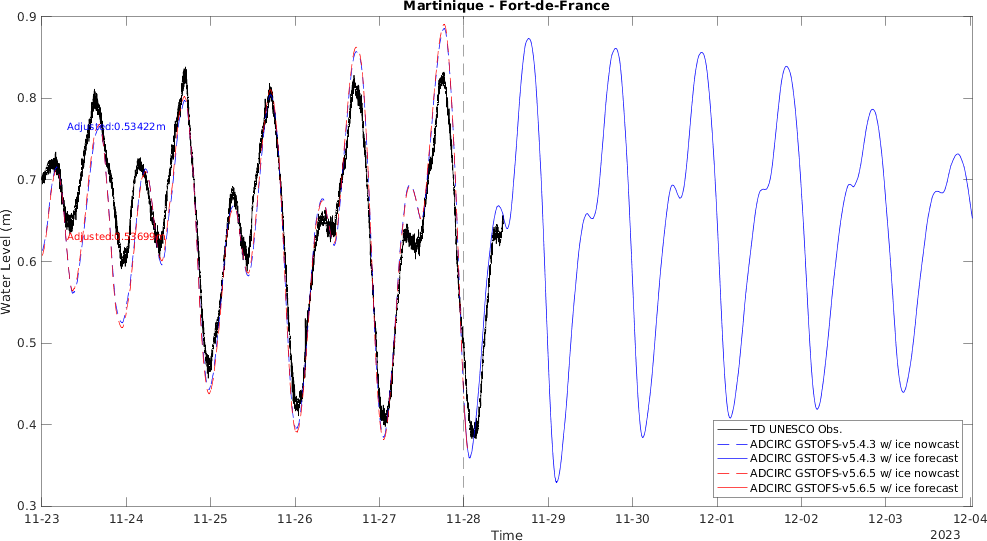 Martinique - Fort-de-France
0.9
0.8
0.7
0.6
0.5
0.4
0.3
Water Level (m)
Adjusted:0.53422m
Adjusted:0.53699m
TD UNESCO Obs.
ADCIRC GSTOFS-v5.4.3 w/ ice nowcast
ADCIRC GSTOFS-v5.4.3 w/ ice forecast
ADCIRC GSTOFS-v5.6.5 w/ ice nowcast
ADCIRC GSTOFS-v5.6.5 w/ ice forecast
11-23 11-24 11-25 11-26 11-27 11-28 11-29 11-30 12-01 12-02 12-03 12-04
Time
2023